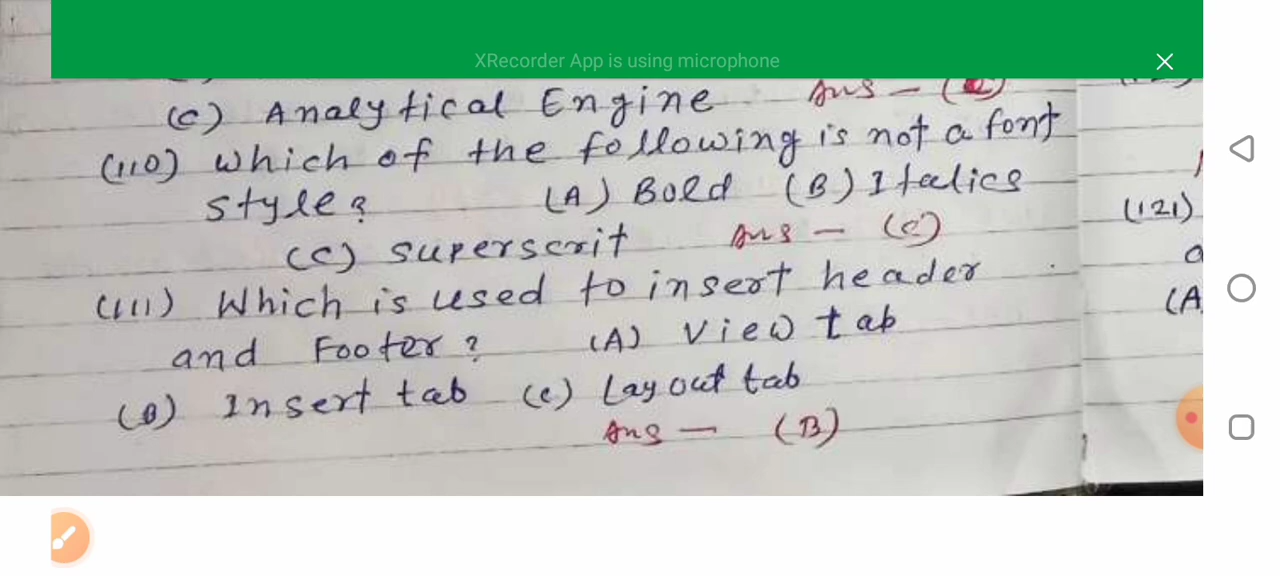 XRecorder App is using microphone
(C) Analytical Engine Ans - (C)
(110) Which of the following is not a font
style? (A) Bold (B) Italics
(C) superscrit Ans - (C)
(111) Which is used to insert header
and Footer? (A) View tab
(B) Insert tab (C) Layout tab
Ans - (B)
(121)
(A